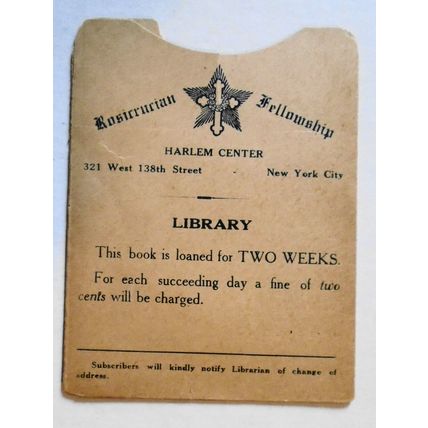 Rosicrucian Fellowship
HARLEM CENTER
321 West 138th Street New York City
LIBRARY
This book is loaned for TWO WEEKS.
For each succeeding day a fine of two
cents will be charged.
Subscribers will kindly notify Librarian of change of
address.